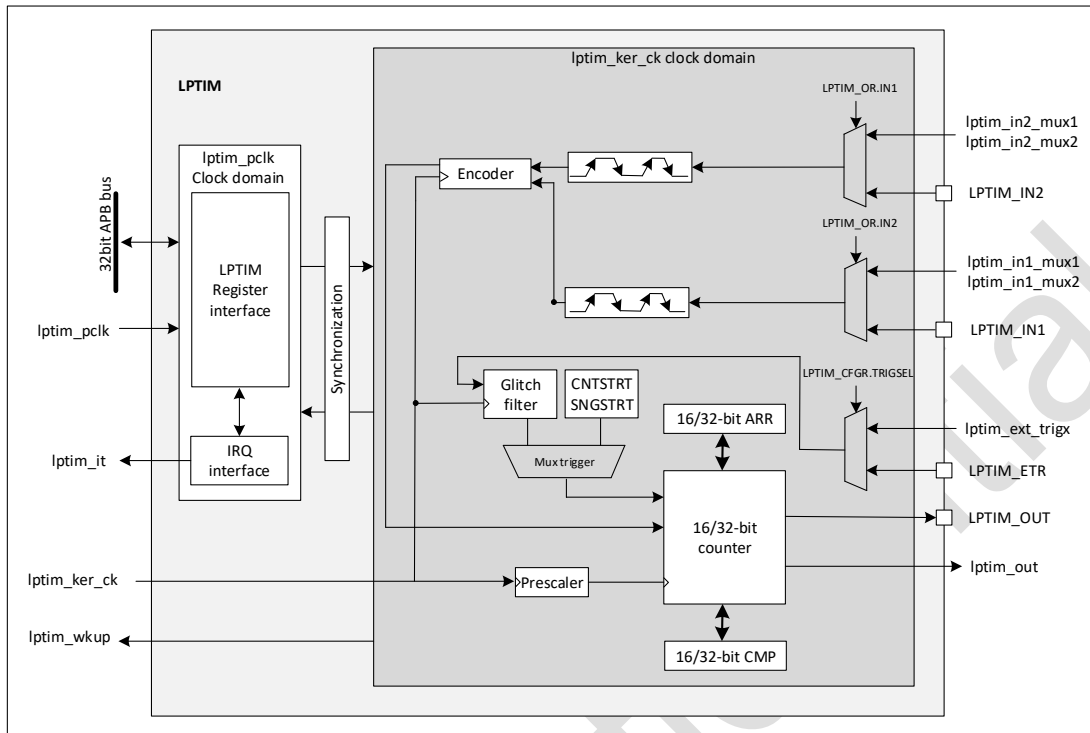 lptim_ker_ck clock domain
LPTIM
LPTIM_OR.IN1
lptim_in2_mux1
lptim_in2_mux2
lptim_pclk
Clock domain
Encoder
LPTIM_IN2
32bit APB bus
LPTIM_OR.IN2
LPTIM
Register
interface
lptim_in1_mux1
lptim_in1_mux2
Synchronization
lptim_pclk
LPTIM_IN1
Glitch
filter
CNTSTRT
SNGSTRT
LPTIM_CFGR.TRIGSEL
16/32-bit ARR
lptim_ext_trigx
IRQ
interface
lptim_it
Mux trigger
LPTIM_ETR
16/32-bit
counter
LPTIM_OUT
lptim_ker_ck
Prescaler
lptim_out
lptim_wkup
16/32-bit CMP